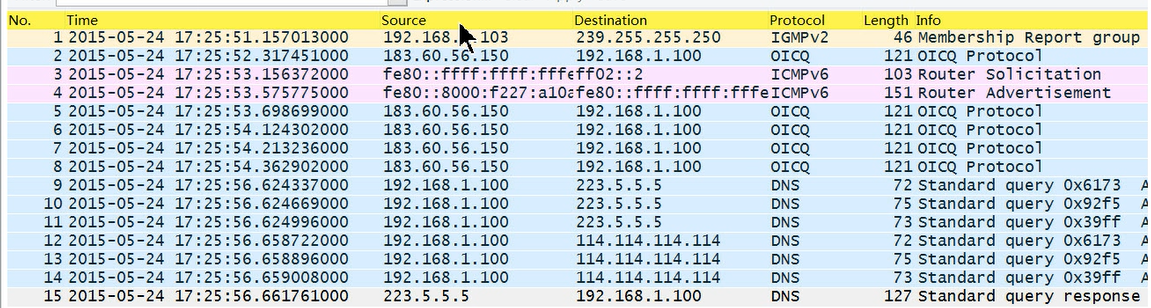 No. Time Source Destination Protocol Length Info
1 2015-05-24 17:25:51.157013000 192.168. .103 239.255.255.250 IGMPv2 46 Membership Report group
2 2015-05-24 17:25:52.317451000 183.60.56.150 192.168.1.100 OICQ 121 OICQ Protocol
3 2015-05-24 17:25:53.156372000 fe80::ffff:ffff:fffe ff02::2 ICMPv6 103 Router Solicitation
4 2015-05-24 17:25:53.575775000 fe80::8000:f227:a10a fe80::ffff:ffff:fffe ICMPv6 151 Router Advertisement
5 2015-05-24 17:25:53.698699000 183.60.56.150 192.168.1.100 OICQ 121 OICQ Protocol
6 2015-05-24 17:25:54.124302000 183.60.56.150 192.168.1.100 OICQ 121 OICQ Protocol
7 2015-05-24 17:25:54.213236000 183.60.56.150 192.168.1.100 OICQ 121 OICQ Protocol
8 2015-05-24 17:25:54.362902000 183.60.56.150 192.168.1.100 OICQ 121 OICQ Protocol
9 2015-05-24 17:25:56.624337000 192.168.1.100 223.5.5.5 DNS 72 Standard query 0x6173 A
10 2015-05-24 17:25:56.624669000 192.168.1.100 223.5.5.5 DNS 75 Standard query 0x92f5 A
11 2015-05-24 17:25:56.624996000 192.168.1.100 223.5.5.5 DNS 73 Standard query 0x39ff A
12 2015-05-24 17:25:56.658722000 192.168.1.100 114.114.114.114 DNS 72 Standard query 0x6173 A
13 2015-05-24 17:25:56.658896000 192.168.1.100 114.114.114.114 DNS 75 Standard query 0x92f5 A
14 2015-05-24 17:25:56.659008000 192.168.1.100 114.114.114.114 DNS 73 Standard query 0x39ff A
15 2015-05-24 17:25:56.661761000 223.5.5.5 192.168.1.100 DNS 127 Standard query response